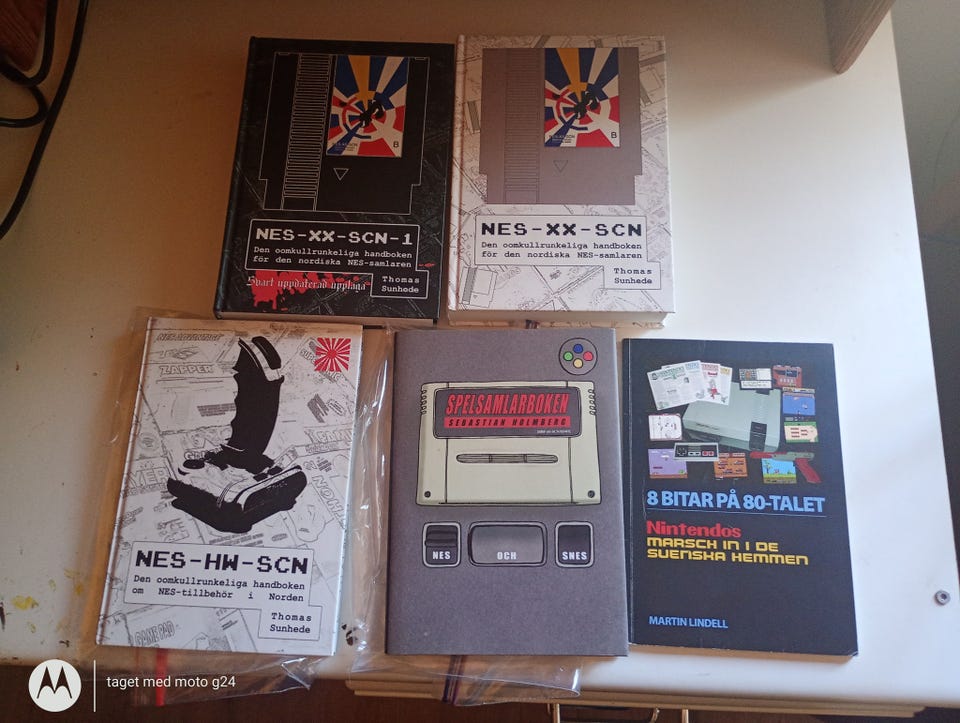 B
NES-XX-SCN-1
Den oomkullrunkeliga handboken
för den nordiska NES-samlaren
Svart uppdaterad upplaga
Thomas
Sunhede
B
NES-XX-SCN
Den oomkullrunkeliga handboken
för den nordiska NES-samlaren
Thomas
Sunhede
ZAPPER
GAME PAD
NES-HW-SCN
Den oomkullrunkeliga handboken
om NES-tillbehör i Norden
Thomas
Sunhede
SPELSAMLARBOKEN
SEBASTIAN HOLMBERG
NES
OCH
SNES
8 BITAR PÅ 80-TALET
Nintendos
MARSCH IN I DE
SVENSKA HEMMEN
MARTIN LINDELL
taget med moto g24